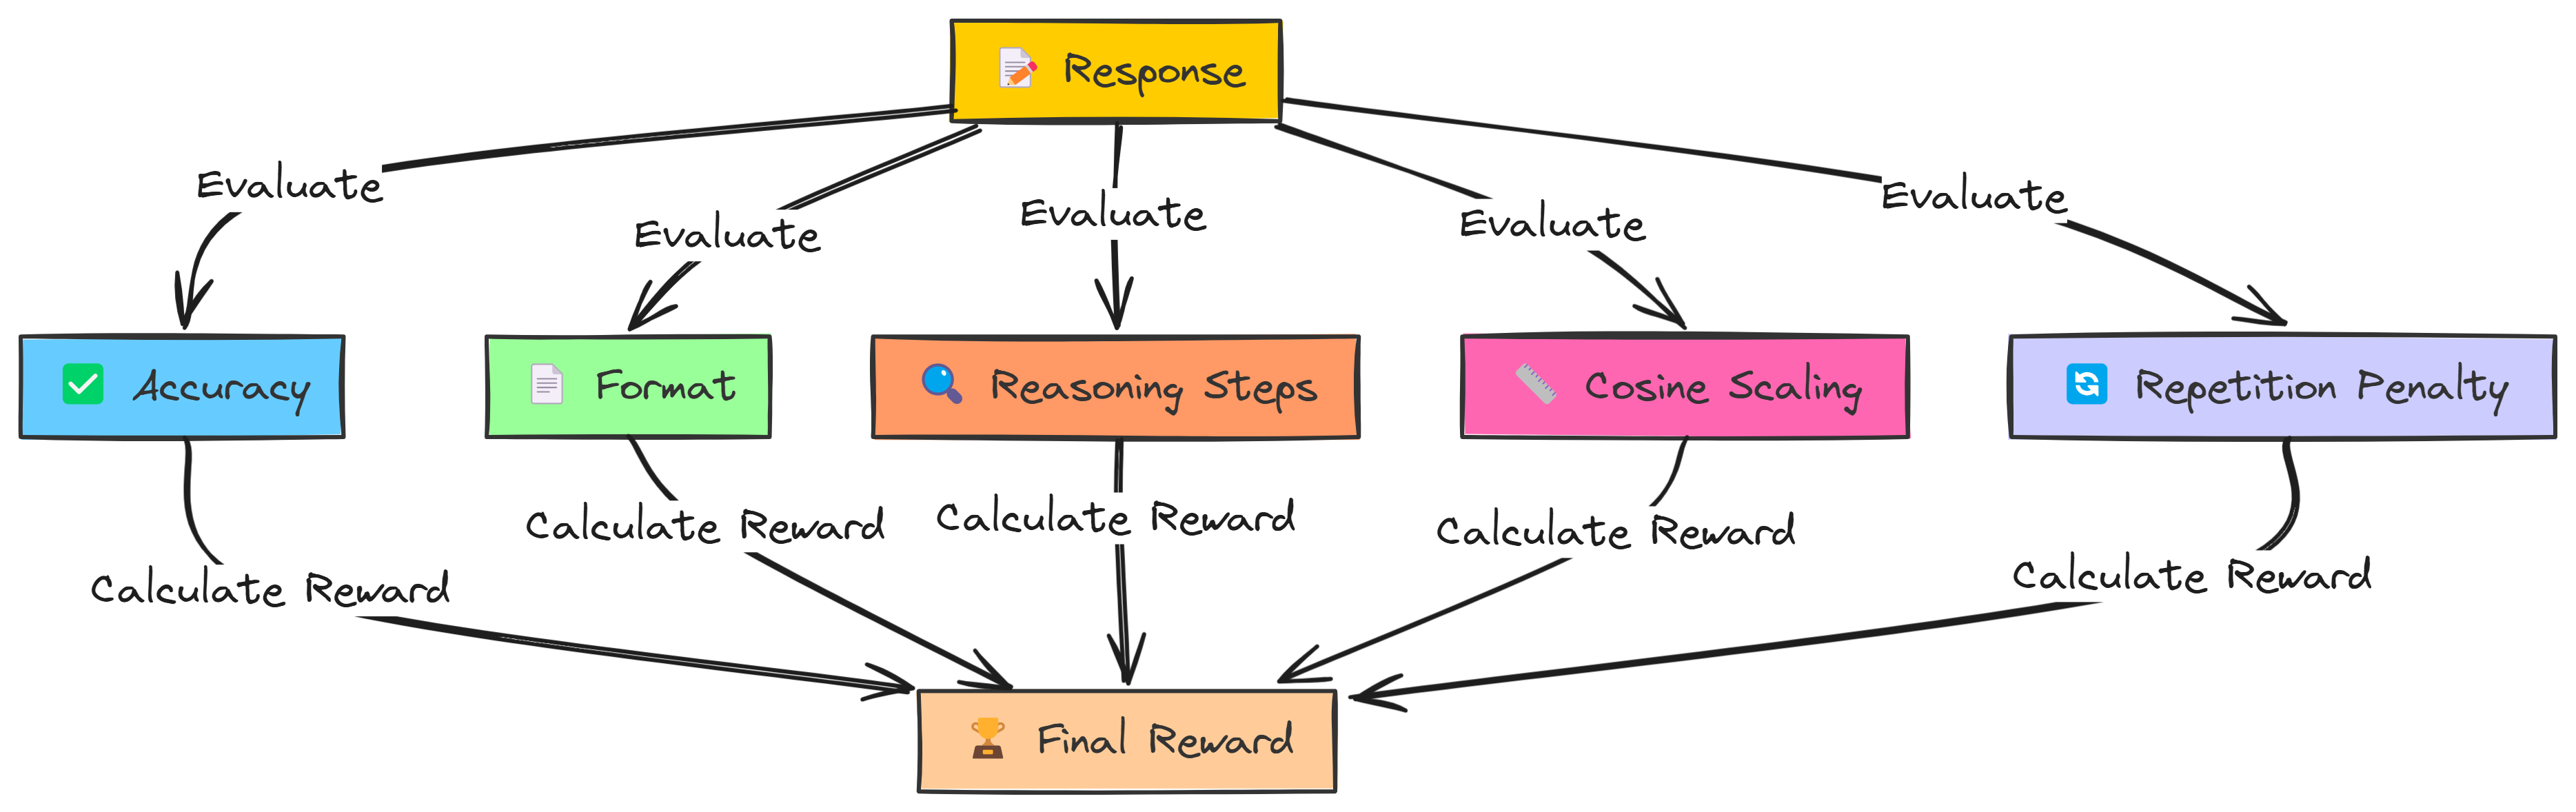 Response
Evaluate
Evaluate
Evaluate
Evaluate
Evaluate
Accuracy
Format
Reasoning Steps
Cosine Scaling
Repetition Penalty
Calculate Reward
Calculate Reward
Calculate Reward
Calculate Reward
Calculate Reward
Final Reward